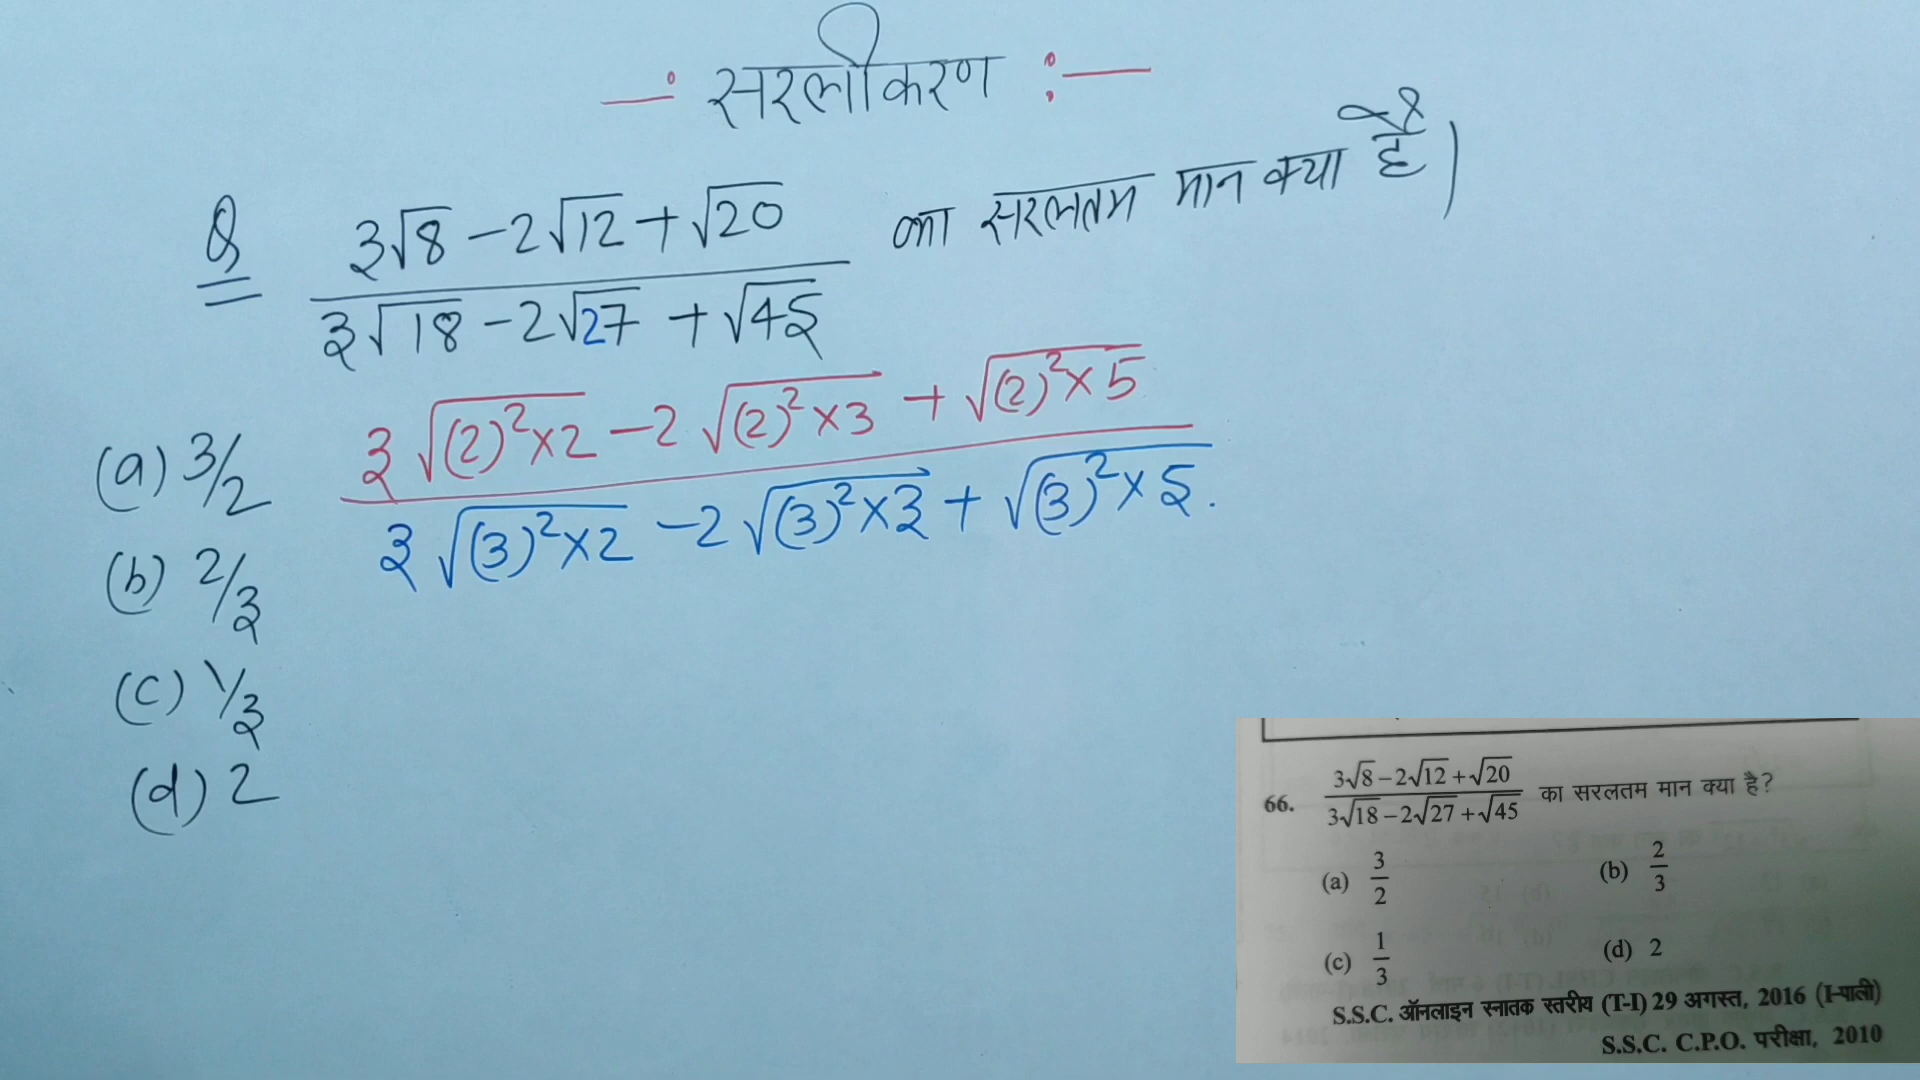 —: सरलीकरण :—
Q (3√8 - 2√12 + √20) / (3√18 - 2√27 + √45) का सरलतम मान क्या है।
(3√(2)²×2 - 2√(2)²×3 + √(2)²×5) / (3√(3)²×2 - 2√(3)²×3 + √(3)²×5.)
(a) 3/2
(b) 2/3
(c) 1/3
(d) 2
66. (3√8 - 2√12 + √20) / (3√18 - 2√27 + √45) का सरलतम मान क्या है?
(a) 3/2 (b) 2/3
(c) 1/3 (d) 2
S.S.C. ऑनलाइन स्नातक स्तरीय (T-I) 29 अगस्त, 2016 (I-पाली)
S.S.C. C.P.O. परीक्षा, 2010